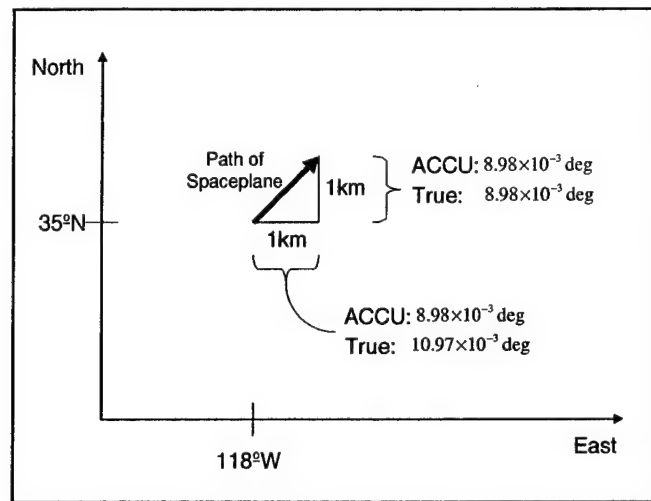 North
Path of
Spaceplane
1km
ACCU: 8.98×10⁻³ deg
True: 8.98×10⁻³ deg
35ºN
1km
ACCU: 8.98×10⁻³ deg
True: 10.97×10⁻³ deg
118ºW
East